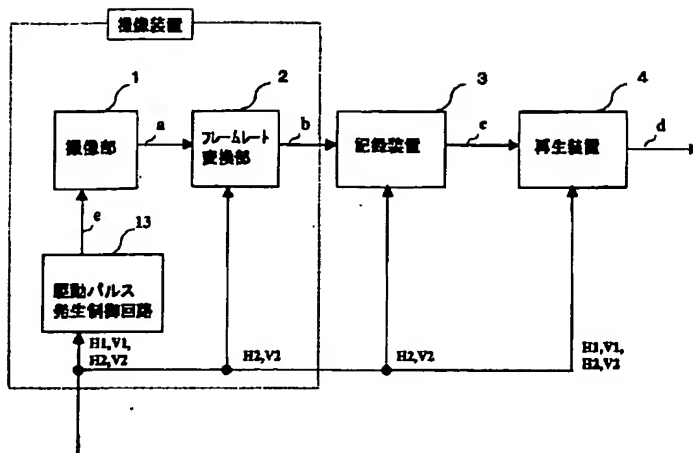 撮像装置
1
2
3
4
撮像部
a
フレームレート
変換部
b
記録装置
c
再生装置
d
e
13
駆動パルス
発生制御回路
H1,V1,
H2,V2
H2,V2
H2,V2
H1,V1,
H2,V2